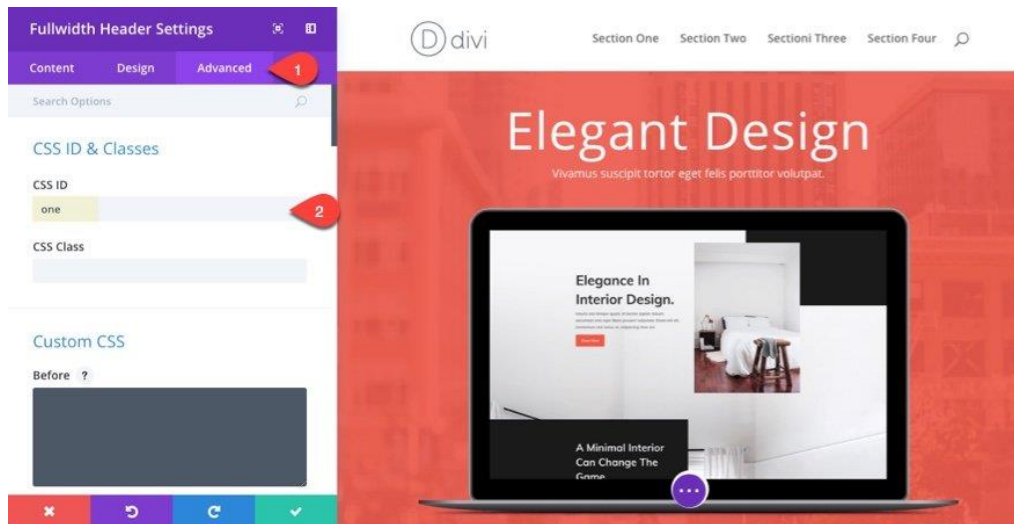 Fullwidth Header Settings
Content Design Advanced
1
Search Options
CSS ID & Classes
CSS ID
one
2
CSS Class
Custom CSS
Before ?
D divi
Section One Section Two Sectioni Three Section Four
Elegant Design
Vivamus suscipit tortor eget felis porttitor volutpat.
Elegance In
Interior Design.
A Minimal Interior
Can Change The
Game